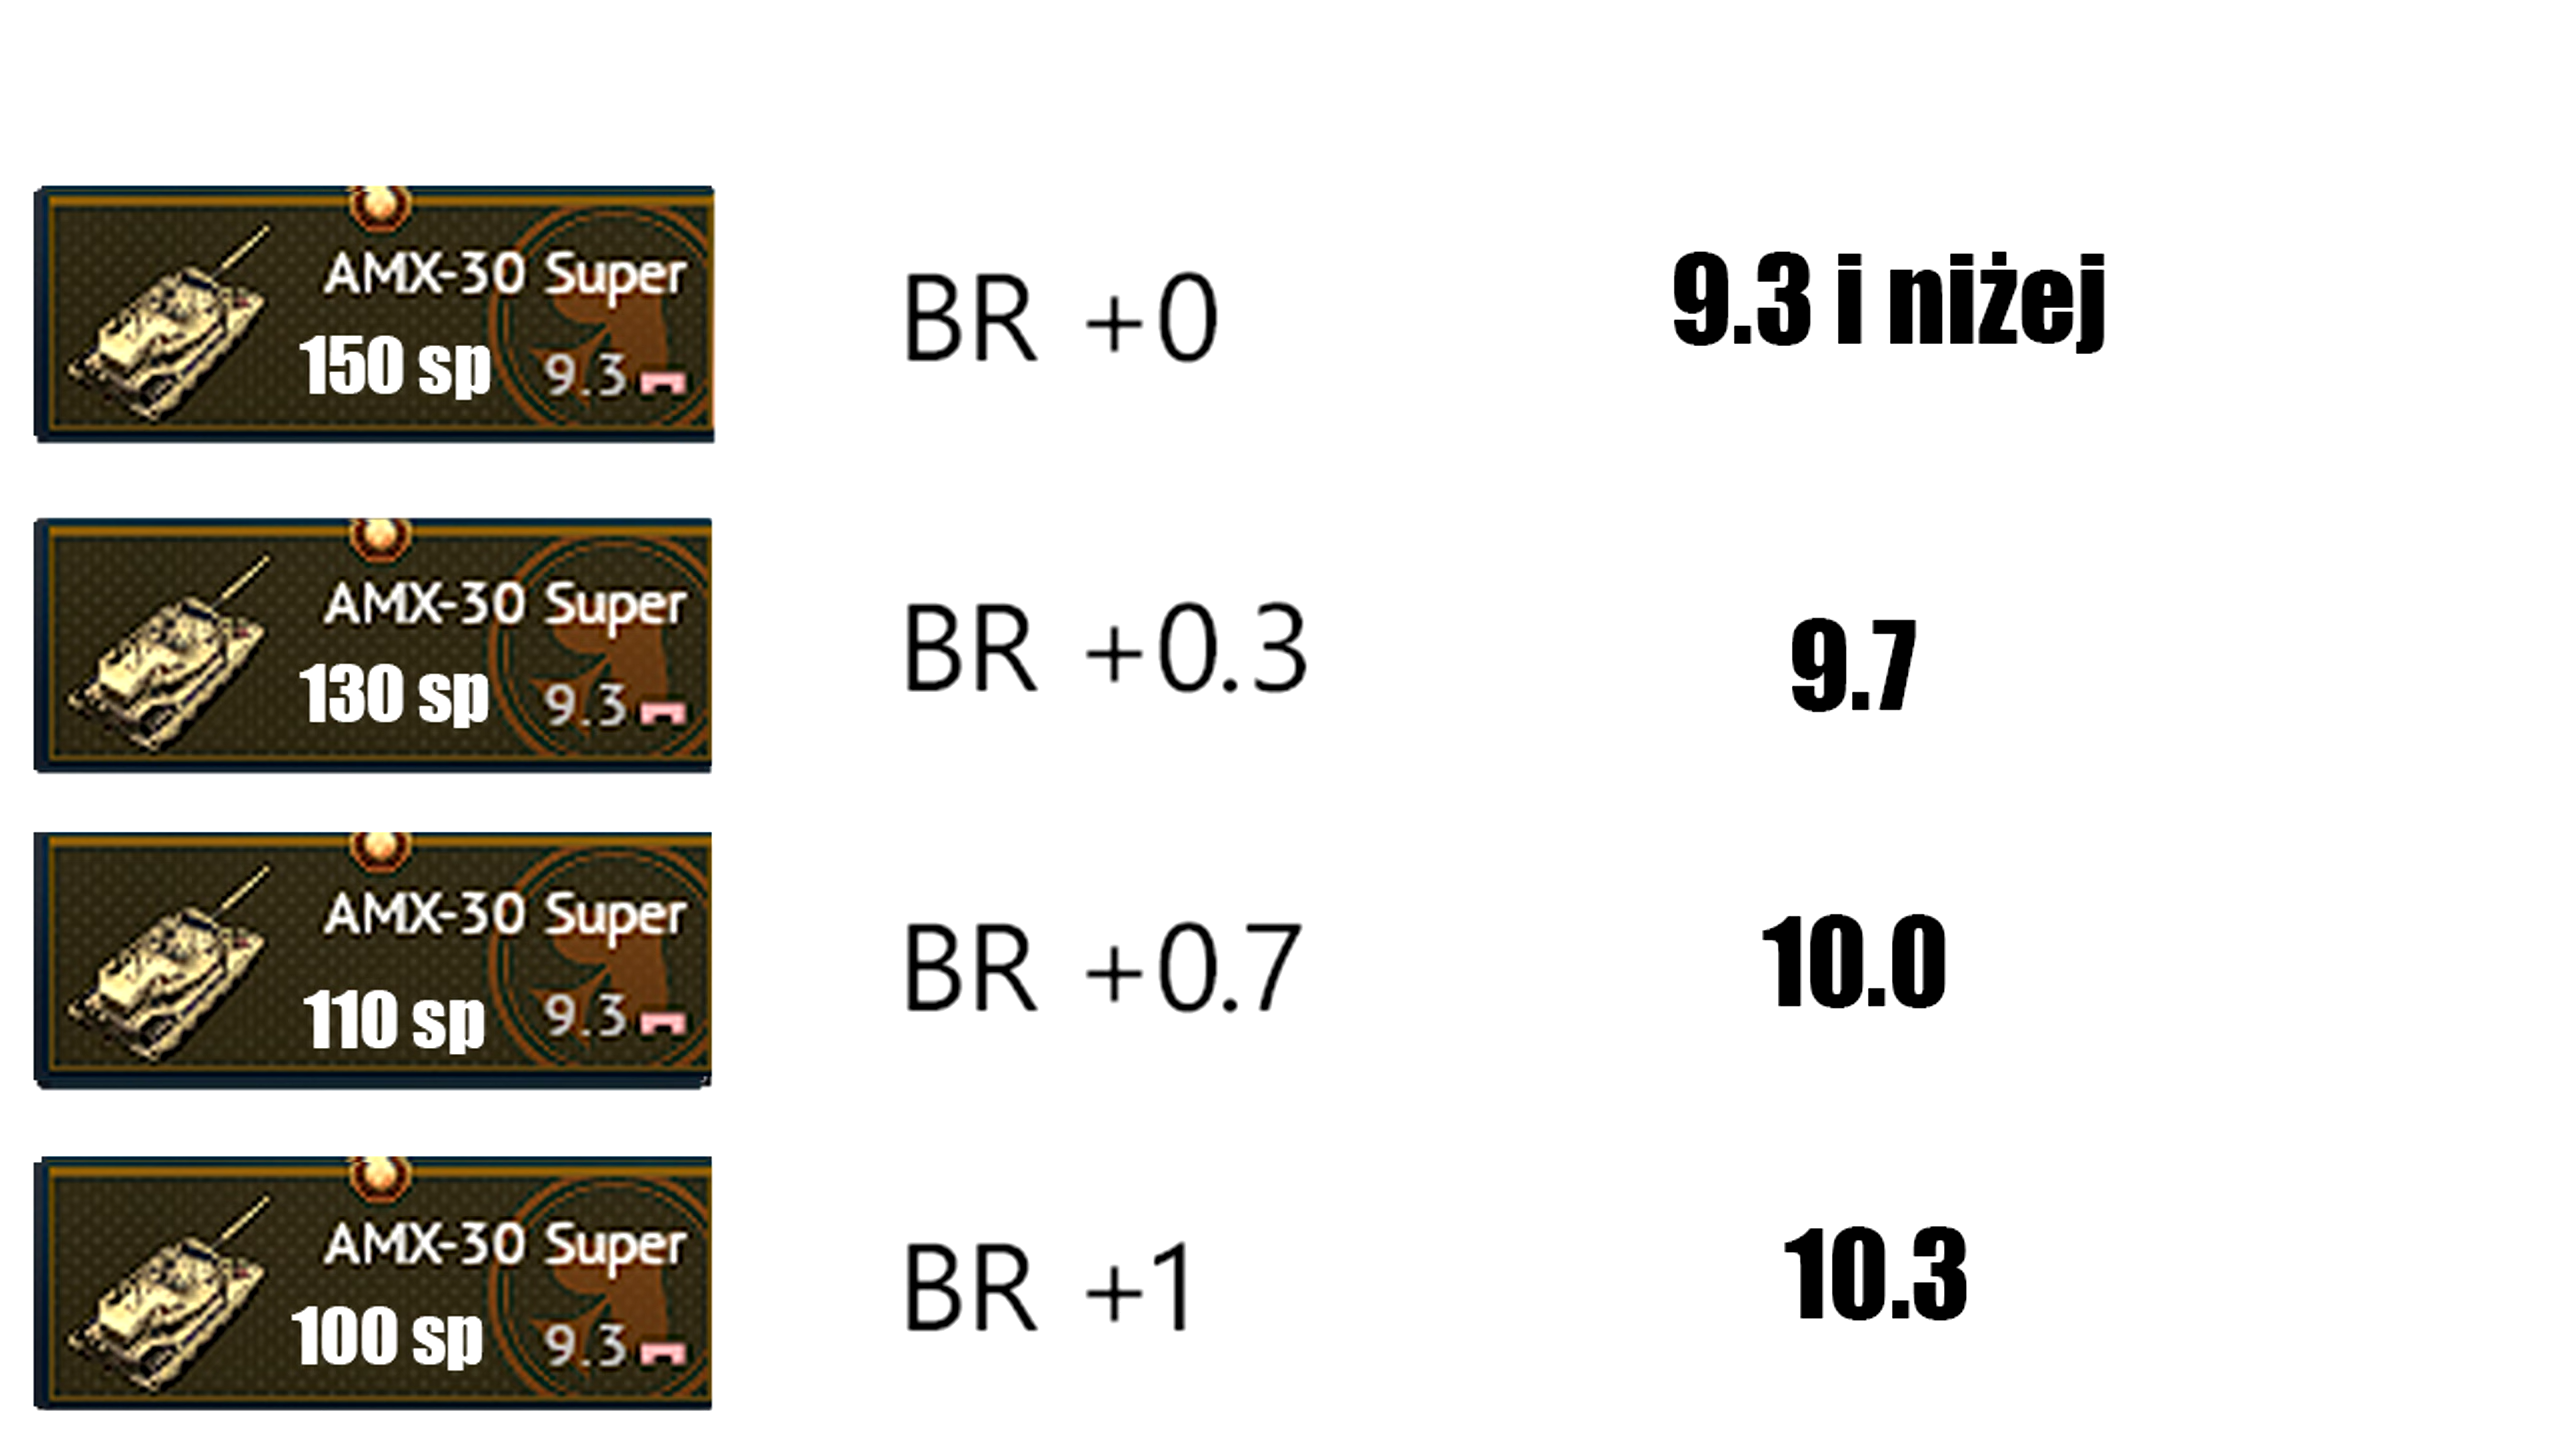 AMX-30 Super
150 sp
9.3
BR +0
9.3 i niżej
AMX-30 Super
130 sp
9.3
BR +0.3
9.7
AMX-30 Super
110 sp
9.3
BR +0.7
10.0
AMX-30 Super
100 sp
9.3
BR +1
10.3